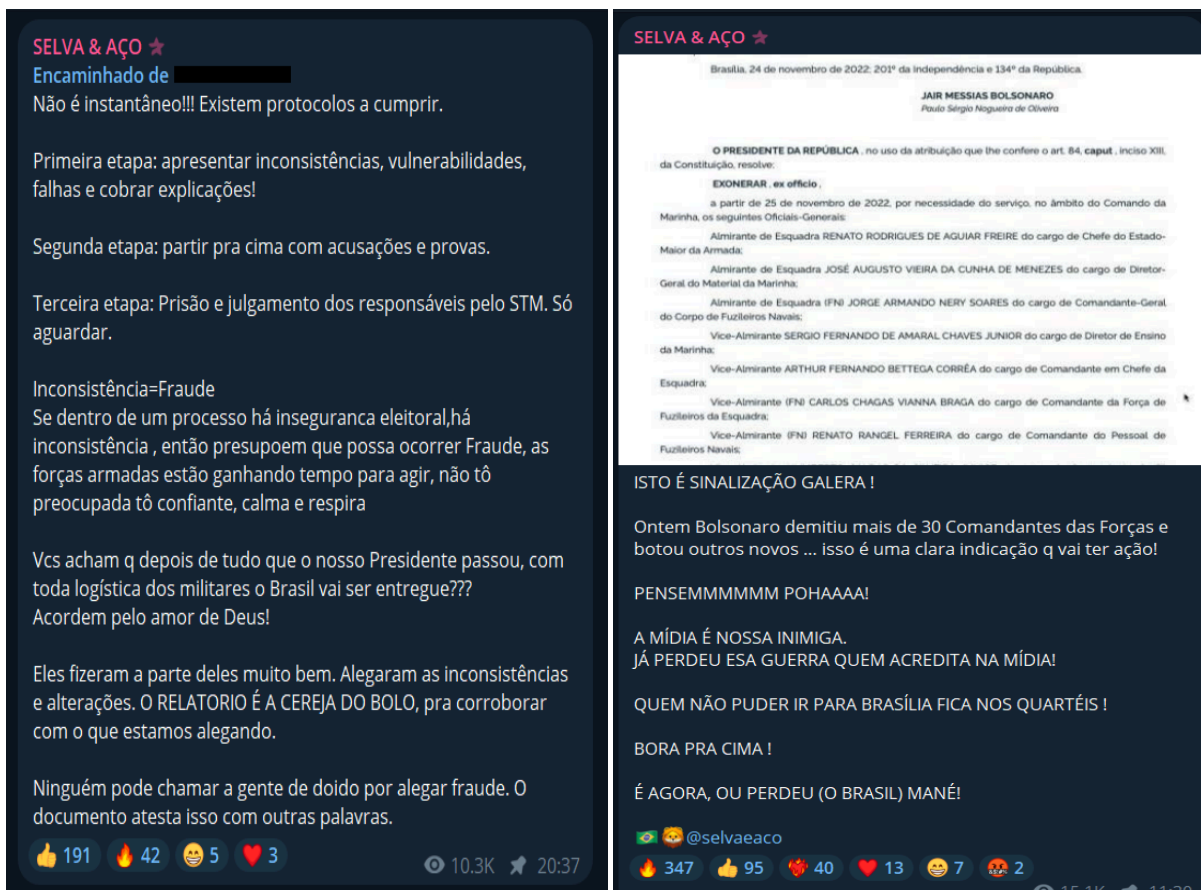 SELVA & AÇO
Encaminhado de
Não é instantâneo!!! Existem protocolos a cumprir.
Primeira etapa: apresentar inconsistências, vulnerabilidades,
falhas e cobrar explicações!
Segunda etapa: partir pra cima com acusações e provas.
Terceira etapa: Prisão e julgamento dos responsáveis pelo STM. Só
aguardar.
Inconsistência=Fraude
Se dentro de um processo há inseguranca eleitoral,há
inconsistência , então presupoem que possa ocorrer Fraude, as
forças armadas estão ganhando tempo para agir, não tô
preocupada tô confiante, calma e respira
Vcs acham q depois de tudo que o nosso Presidente passou, com
toda logística dos militares o Brasil vai ser entregue???
Acordem pelo amor de Deus!
Eles fizeram a parte deles muito bem. Alegaram as inconsistências
e alterações. O RELATORIO É A CEREJA DO BOLO, pra corroborar
com o que estamos alegando.
Ninguém pode chamar a gente de doido por alegar fraude. O
documento atesta isso com outras palavras.
191 42 5 3
10.3K 20:37
SELVA & AÇO
Brasília, 24 de novembro de 2022; 201º da Independência e 134º da República.
JAIR MESSIAS BOLSONARO
Paulo Sérgio Nogueira de Oliveira
O PRESIDENTE DA REPÚBLICA, no uso da atribuição que lhe confere o art. 84, caput, inciso XIII,
da Constituição, resolve:
EXONERAR, ex officio,
a partir de 25 de novembro de 2022, por necessidade do serviço, no âmbito do Comando da
Marinha, os seguintes Oficiais-Generais:
Almirante de Esquadra RENATO RODRIGUES DE AGUIAR FREIRE do cargo de Chefe do Estado-
Maior da Armada;
Almirante de Esquadra JOSÉ AUGUSTO VIEIRA DA CUNHA DE MENEZES do cargo de Diretor-
Geral do Material da Marinha;
Almirante de Esquadra (FN) JORGE ARMANDO NERY SOARES do cargo de Comandante-Geral
do Corpo de Fuzileiros Navais;
Vice-Almirante SERGIO FERNANDO DE AMARAL CHAVES JUNIOR do cargo de Diretor de Ensino
da Marinha;
Vice-Almirante ARTHUR FERNANDO BETTEGA CORRÊA do cargo de Comandante em Chefe da
Esquadra;
Vice-Almirante (FN) CARLOS CHAGAS VIANNA BRAGA do cargo de Comandante da Força de
Fuzileiros da Esquadra;
Vice-Almirante (FN) RENATO RANGEL FERREIRA do cargo de Comandante do Pessoal de
Fuzileiros Navais;
ISTO É SINALIZAÇÃO GALERA !
Ontem Bolsonaro demitiu mais de 30 Comandantes das Forças e
botou outros novos ... isso é uma clara indicação q vai ter ação!
PENSEMMMMMM POHAAAA!
A MÍDIA É NOSSA INIMIGA.
JÁ PERDEU ESA GUERRA QUEM ACREDITA NA MÍDIA!
QUEM NÃO PUDER IR PARA BRASÍLIA FICA NOS QUARTÉIS !
BORA PRA CIMA !
É AGORA, OU PERDEU (O BRASIL) MANÉ!
@selvaeaco
347 95 40 13 7 2